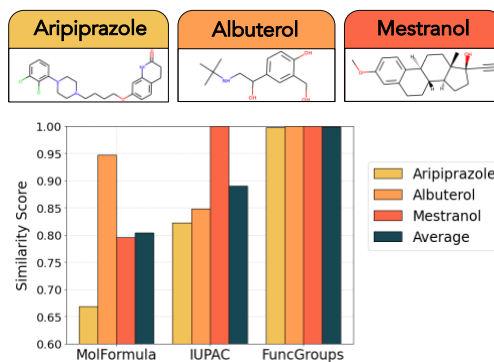 Aripiprazole
Albuterol
Mestranol
1.00
0.95
0.90
0.85
0.80
0.75
0.70
0.65
0.60
Similarity Score
MolFormula
IUPAC
FuncGroups
Aripiprazole
Albuterol
Mestranol
Average